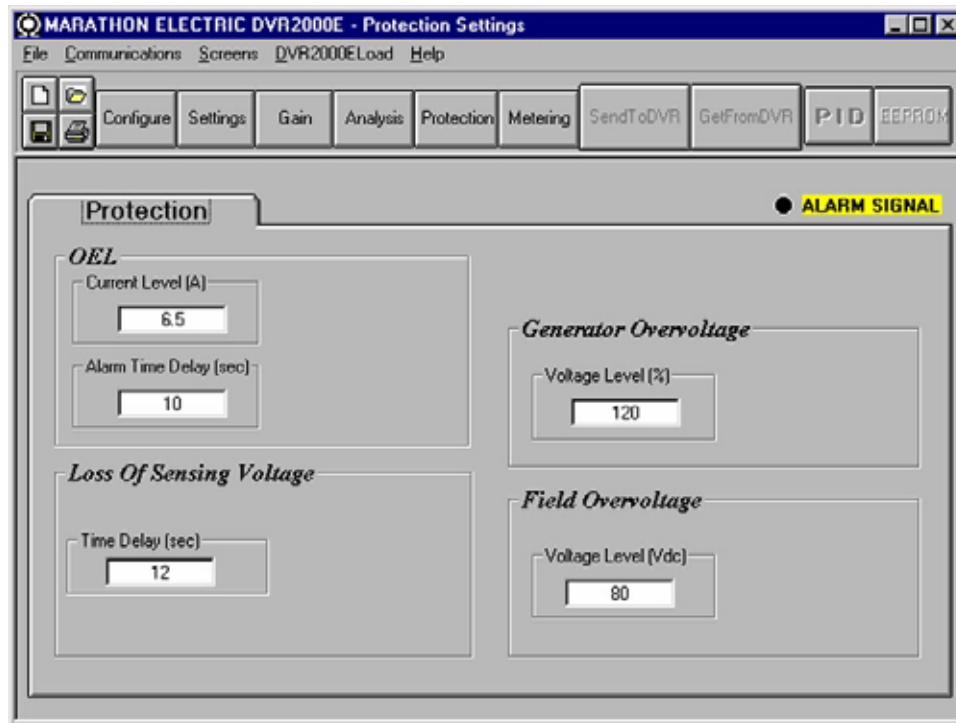 MARATHON ELECTRIC DVR2000E - Protection Settings
File Communications Screens DVR2000ELoad Help
Configure Settings Gain Analysis Protection Metering SendToDVR GetFromDVR PID EEPROM
Protection
ALARM SIGNAL
OEL
Current Level (A)
6.5
Alarm Time Delay (sec)
10
Loss Of Sensing Voltage
Time Delay (sec)
12
Generator Overvoltage
Voltage Level (%)
120
Field Overvoltage
Voltage Level (Vdc)
80